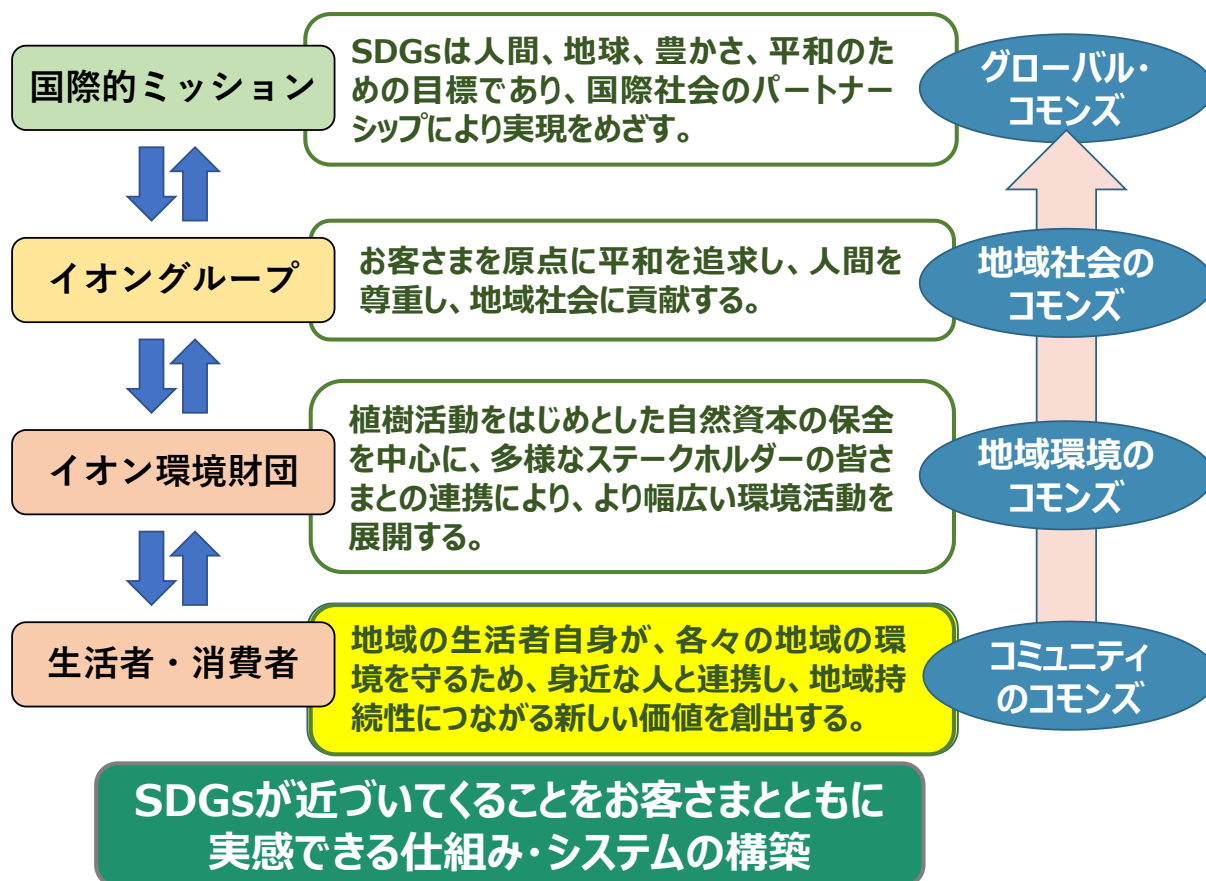 国際的ミッション
SDGsは人間、地球、豊かさ、平和のた
めの目標であり、国際社会のパートナー
シップにより実現をめざす。
グローバル・
コモンズ
イオングループ
お客さまを原点に平和を追求し、人間を
尊重し、地域社会に貢献する。
地域社会の
コモンズ
イオン環境財団
植樹活動をはじめとした自然資本の保全
を中心に、多様なステークホルダーの皆さ
まとの連携により、より幅広い環境活動を
展開する。
地域環境の
コモンズ
生活者・消費者
地域の生活者自身が、各々の地域の環
境を守るため、身近な人と連携し、地域持
続性につながる新しい価値を創出する。
コミュニティ
のコモンズ
SDGsが近づいてくることをお客さまとともに
実感できる仕組み・システムの構築